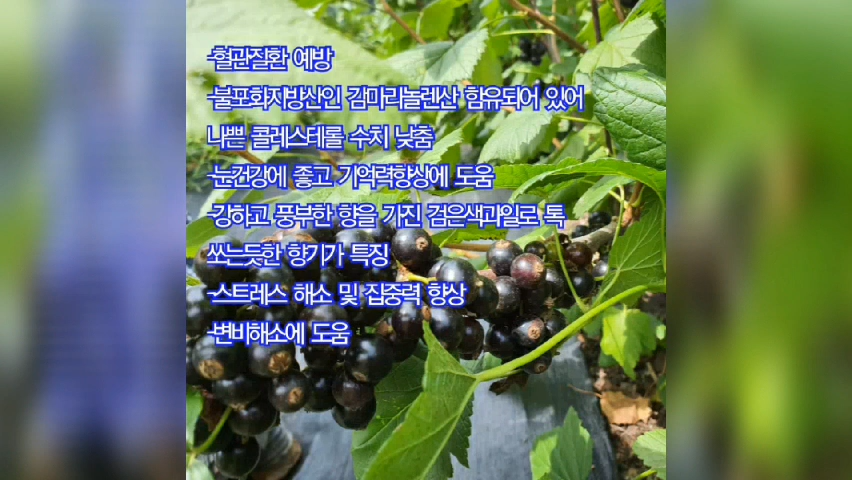 -혈관질환 예방
-불포화지방산인 감마리놀렌산 함유되어 있어
나쁜 콜레스테롤 수치 낮춤
-눈건강에 좋고 기억력향상에 도움
-강하고 풍부한 향을 가진 검은색과일로 톡
쏘는듯한 향기가 특징
-스트레스 해소 및 집중력 향상
-변비해소에 도움